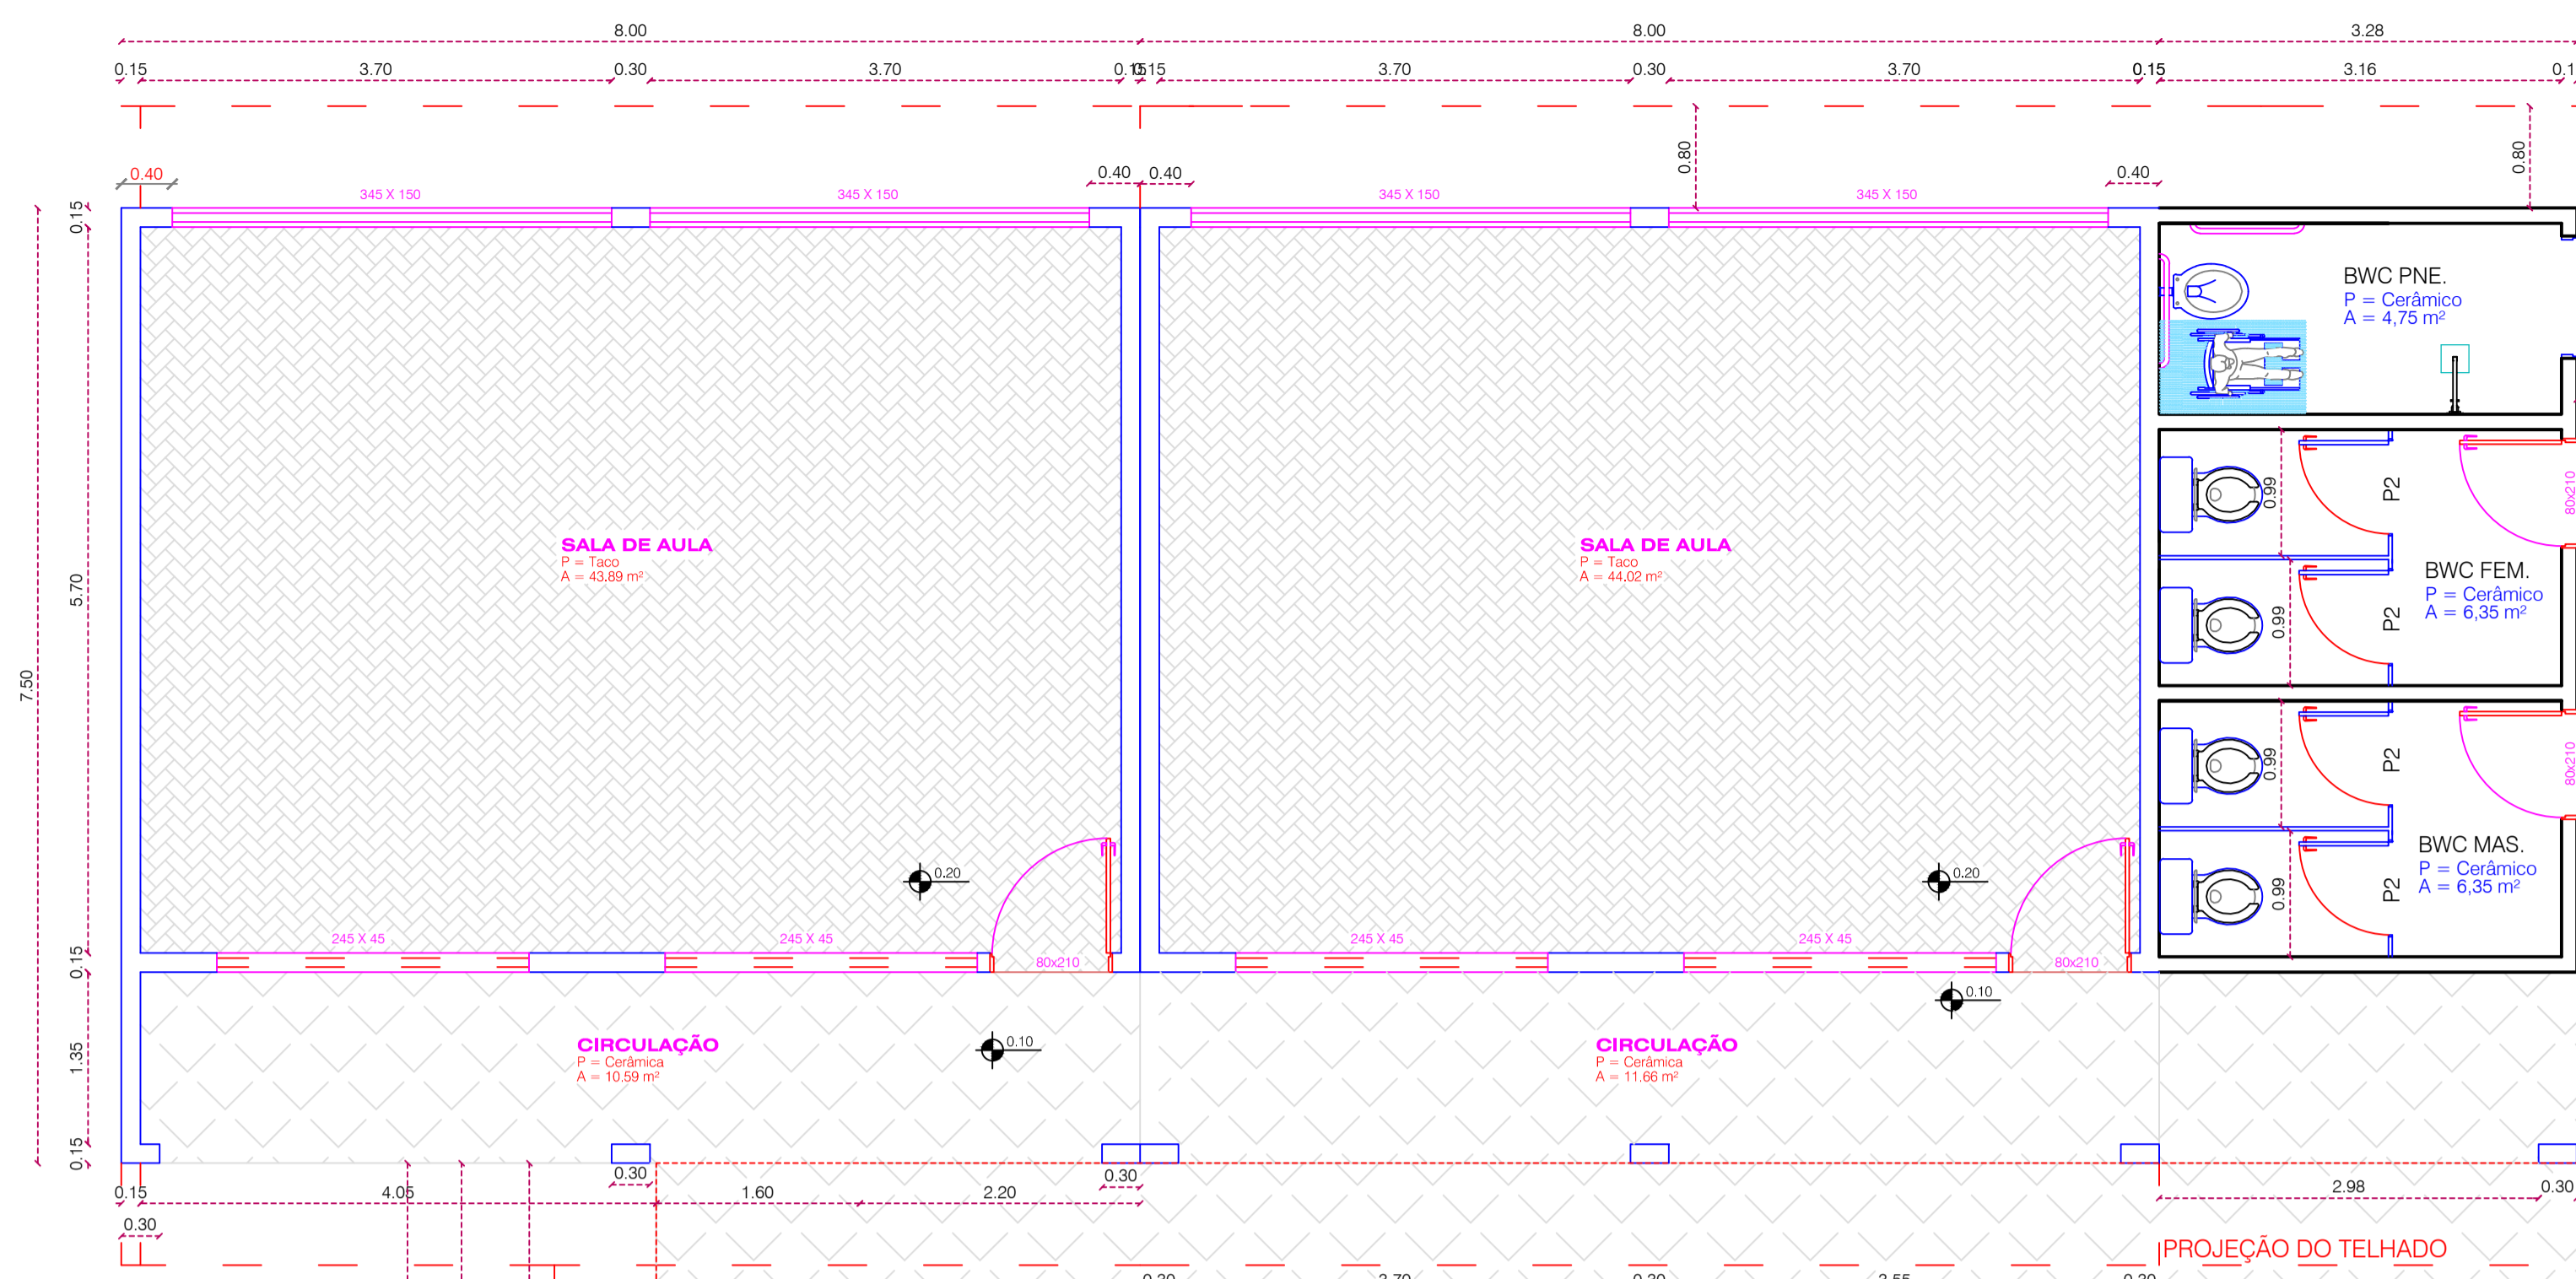 8.00
8.00
3.28
0.15
3.70
0.30
3.70
0.15
0.15
3.70
0.30
3.70
0.15
3.16
0.1
0.80
0.80
0.40
0.40
0.40
0.40
345 X 150
345 X 150
345 X 150
345 X 150
0.15
5.70
7.50
0.15
1.35
0.15
BWC PNE.
P = Cerâmico
A = 4,75 m²
SALA DE AULA
P = Taco
A = 43.89 m²
SALA DE AULA
P = Taco
A = 44.02 m²
0.99
P2
80x210
BWC FEM.
P = Cerâmico
A = 6,35 m²
0.99
P2
0.99
P2
80x210
BWC MAS.
P = Cerâmico
A = 6,35 m²
0.99
P2
0.20
0.20
245 X 45
245 X 45
80x210
245 X 45
245 X 45
80x210
0.10
0.10
CIRCULAÇÃO
P = Cerâmica
A = 10.59 m²
CIRCULAÇÃO
P = Cerâmica
A = 11.66 m²
0.30
0.30
0.15
4.05
1.60
2.20
2.98
0.30
0.30
PROJEÇÃO DO TELHADO